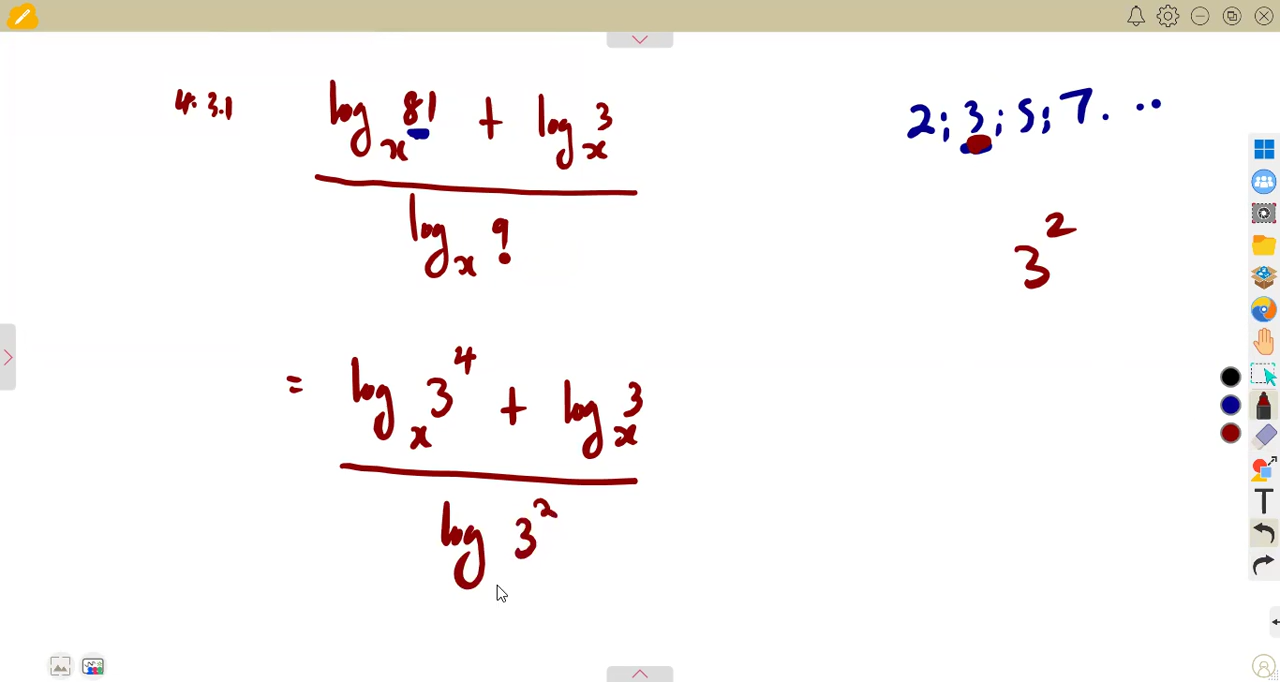 4.3.1
log_x 81 + log_x 3
log_x 9
2; 3; 5; 7. ..
3^2
= log_x 3^4 + log_x 3
log 3^2
T